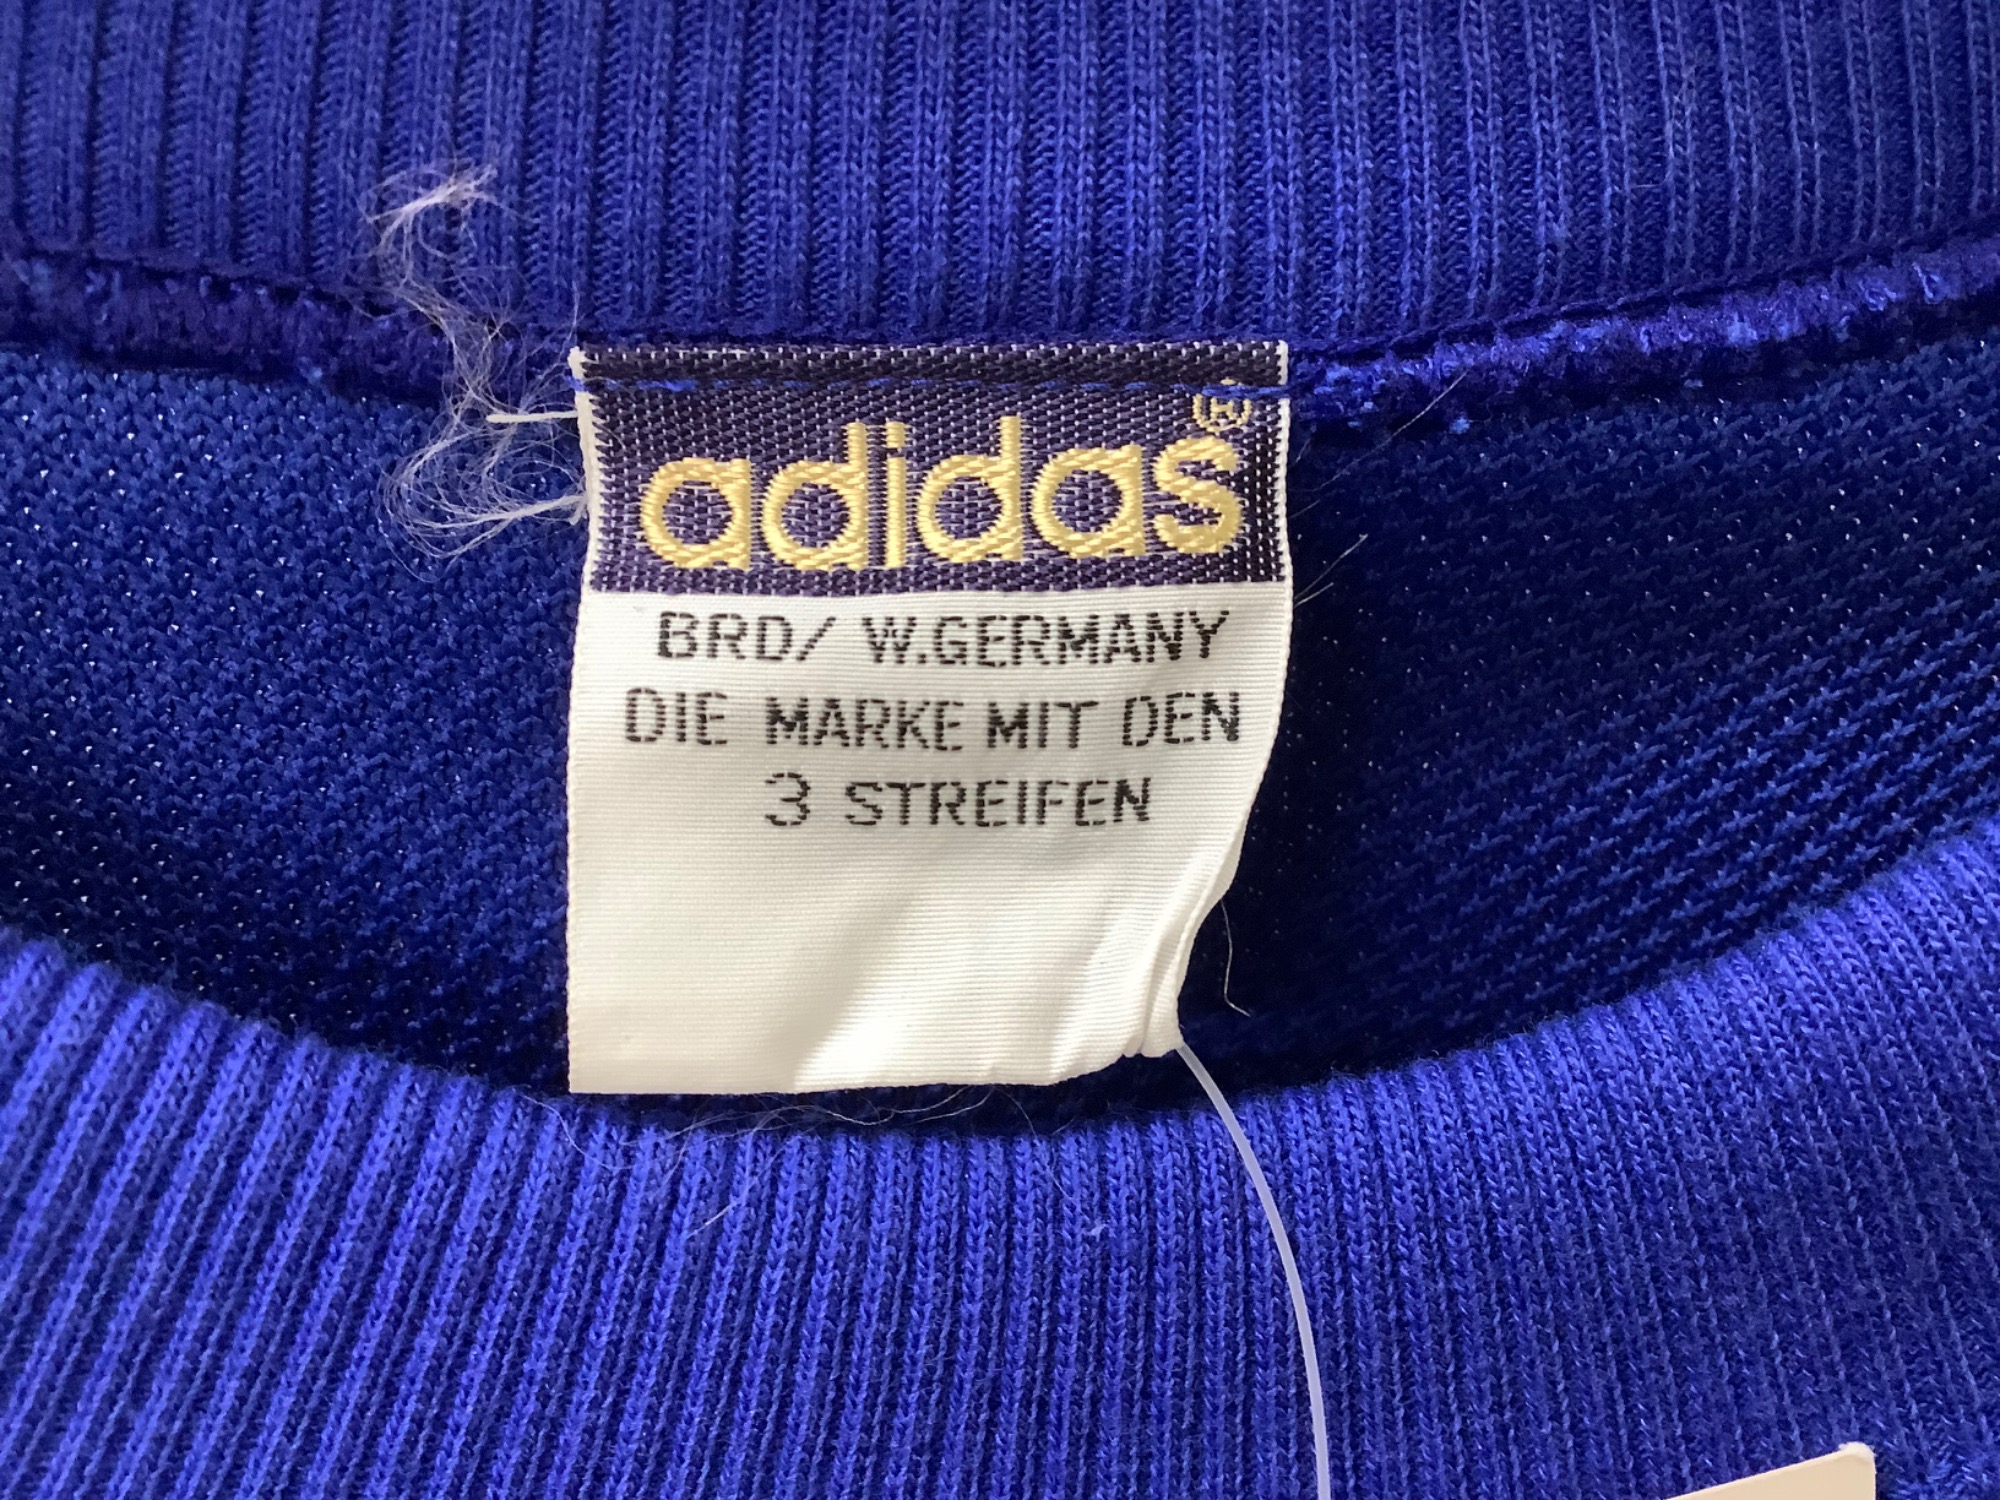 adidas®
BRD/ W.GERMANY
DIE MARKE MIT DEN
3 STREIFEN